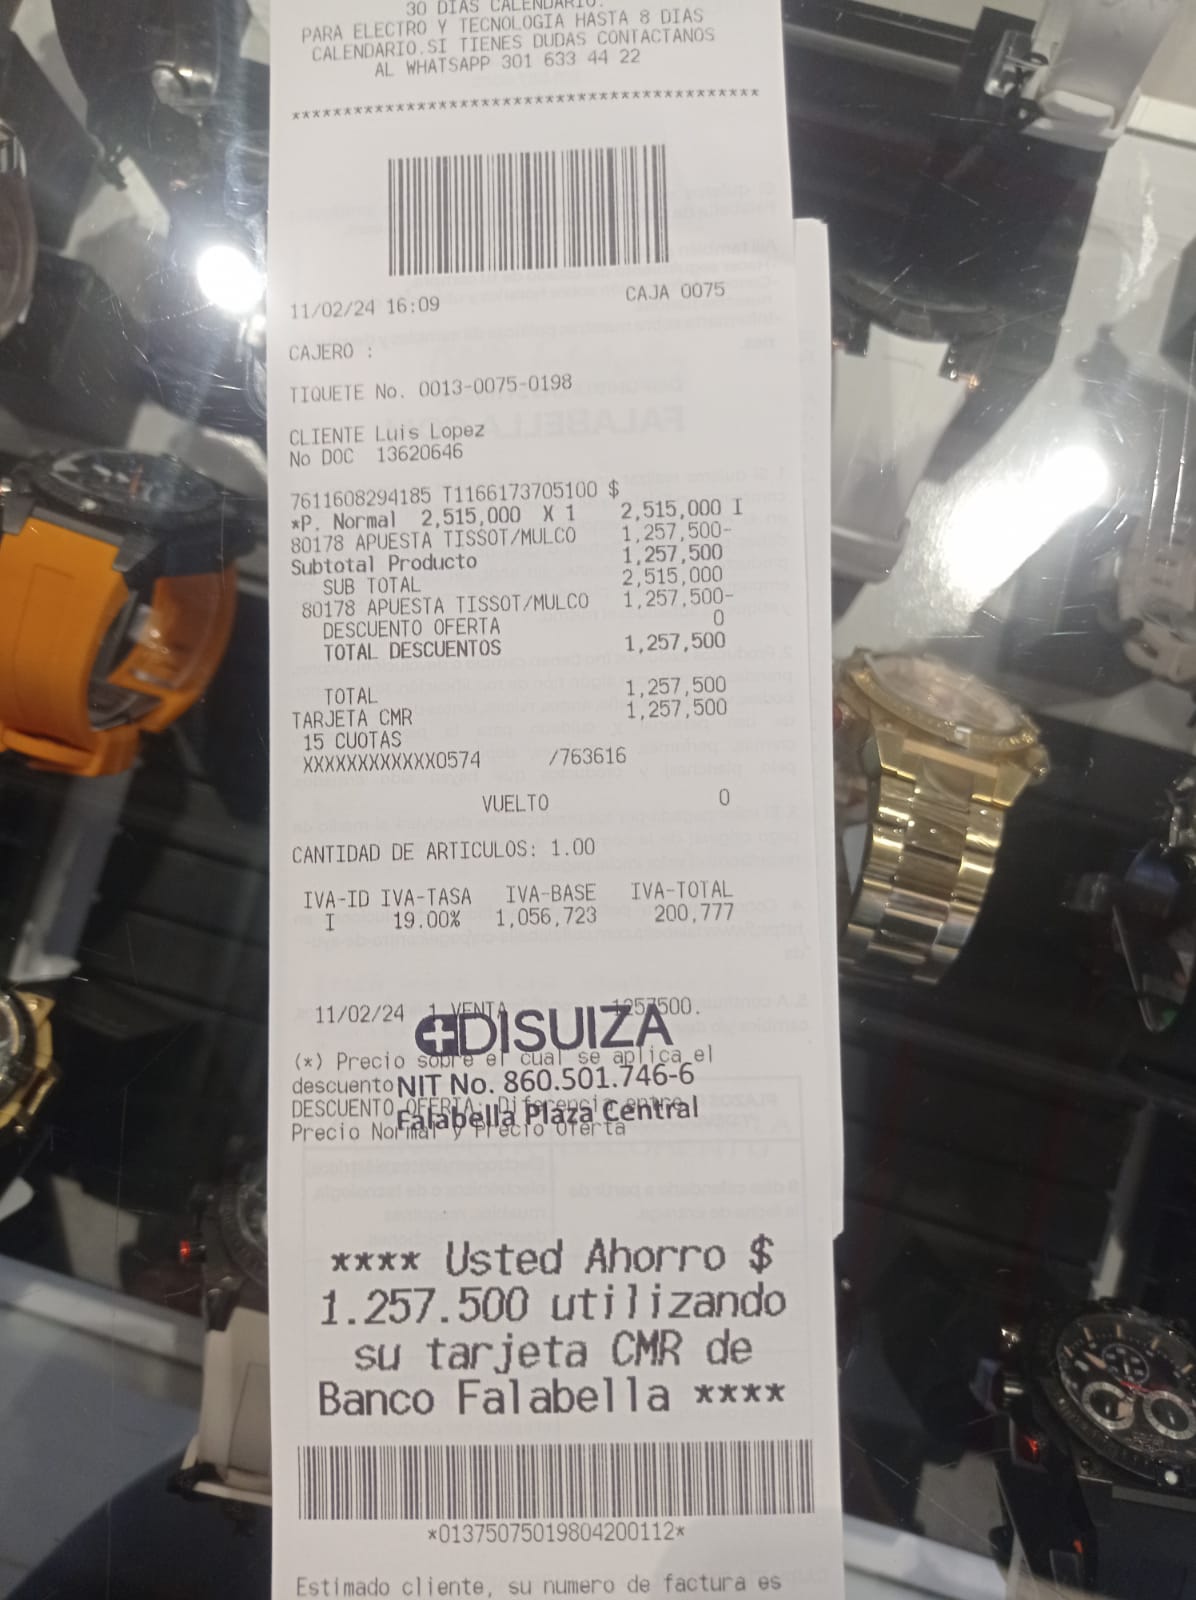 30 DIAS CALENDARIO.
PARA ELECTRO Y TECNOLOGIA HASTA 8 DIAS
CALENDARIO.SI TIENES DUDAS CONTACTANOS
AL WHATSAPP 301 633 44 22
*********************************************
11/02/24 16:09 CAJA 0075
CAJERO :
TIQUETE No. 0013-0075-0198
CLIENTE Luis Lopez
No DOC 13620646
7611608294185 T1166173705100 $
*P. Normal 2,515,000 X 1 2,515,000 I
80178 APUESTA TISSOT/MULCO 1,257,500-
Subtotal Producto 1,257,500
SUB TOTAL 2,515,000
80178 APUESTA TISSOT/MULCO 1,257,500-
DESCUENTO OFERTA 0
TOTAL DESCUENTOS 1,257,500
TOTAL 1,257,500
TARJETA CMR 1,257,500
15 CUOTAS
XXXXXXXXXXXX0574 /763616
VUELTO 0
CANTIDAD DE ARTICULOS: 1.00
IVA-ID IVA-TASA IVA-BASE IVA-TOTAL
I 19.00% 1,056,723 200,777
11/02/24 1 VENTA 1257500.
DISUIZA
(*) Precio sobre el cual se aplica el
descuento
NIT No. 860.501.746-6
DESCUENTO OFERTA: Diferencia entre
Falabella Plaza Central
Precio Normal y Precio Oferta
**** Usted Ahorro $
1.257.500 utilizando
su tarjeta CMR de
Banco Falabella ****
*01375075019804200112*
Estimado cliente, su numero de factura es